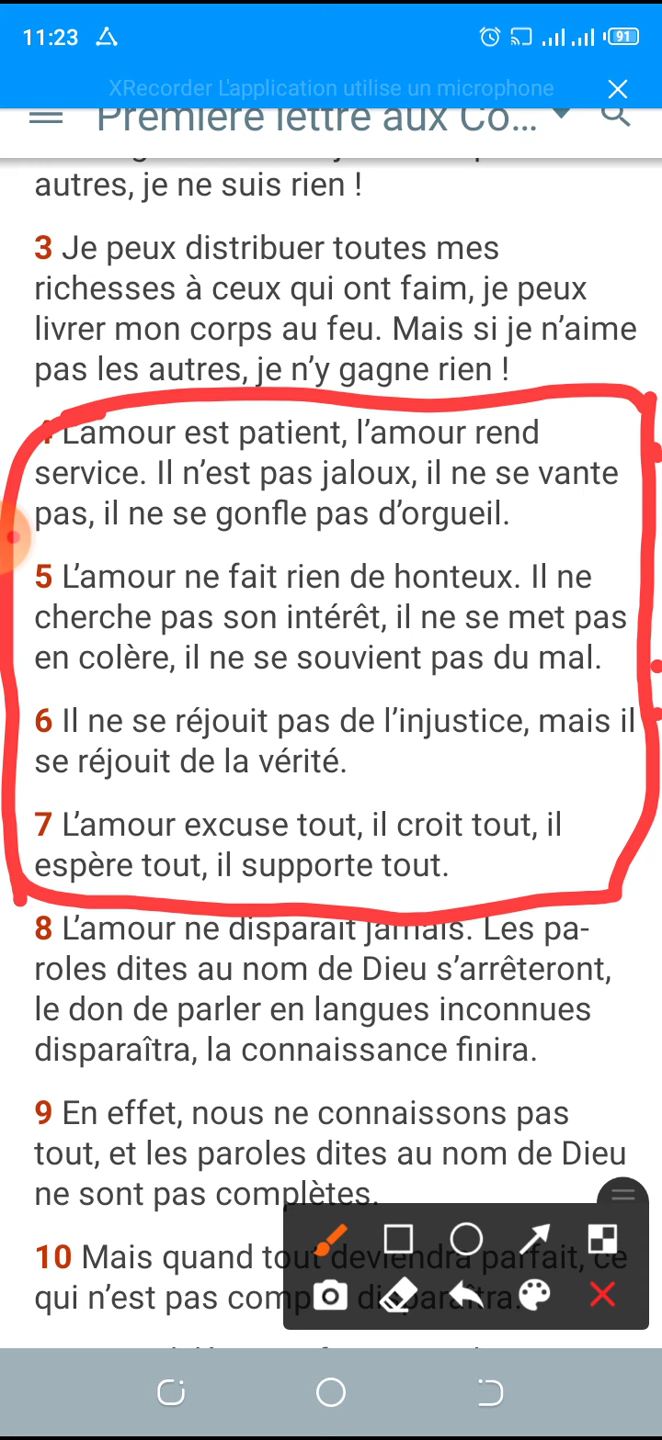 11:23
91
XRecorder L'application utilise un microphone
Première lettre aux Co...
autres, je ne suis rien !
3 Je peux distribuer toutes mes
richesses à ceux qui ont faim, je peux
livrer mon corps au feu. Mais si je n’aime
pas les autres, je n’y gagne rien !
4 L’amour est patient, l’amour rend
service. Il n’est pas jaloux, il ne se vante
pas, il ne se gonfle pas d’orgueil.
5 L’amour ne fait rien de honteux. Il ne
cherche pas son intérêt, il ne se met pas
en colère, il ne se souvient pas du mal.
6 Il ne se réjouit pas de l’injustice, mais il
se réjouit de la vérité.
7 L’amour excuse tout, il croit tout, il
espère tout, il supporte tout.
8 L’amour ne disparaît jamais. Les pa-
roles dites au nom de Dieu s’arrêteront,
le don de parler en langues inconnues
disparaîtra, la connaissance finira.
9 En effet, nous ne connaissons pas
tout, et les paroles dites au nom de Dieu
ne sont pas complètes.
10 Mais quand tout deviendra parfait, ce
qui n’est pas comp disparaîtra.